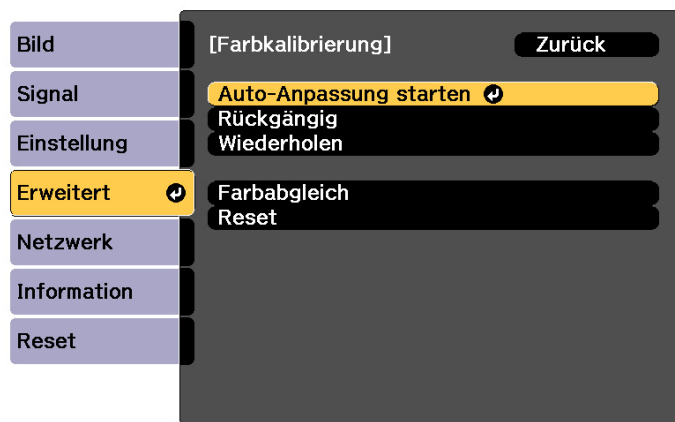 Bild
Signal
Einstellung
Erweitert
Netzwerk
Information
Reset
[Farbkalibrierung] Zurück
Auto-Anpassung starten
Rückgängig
Wiederholen
Farbabgleich
Reset